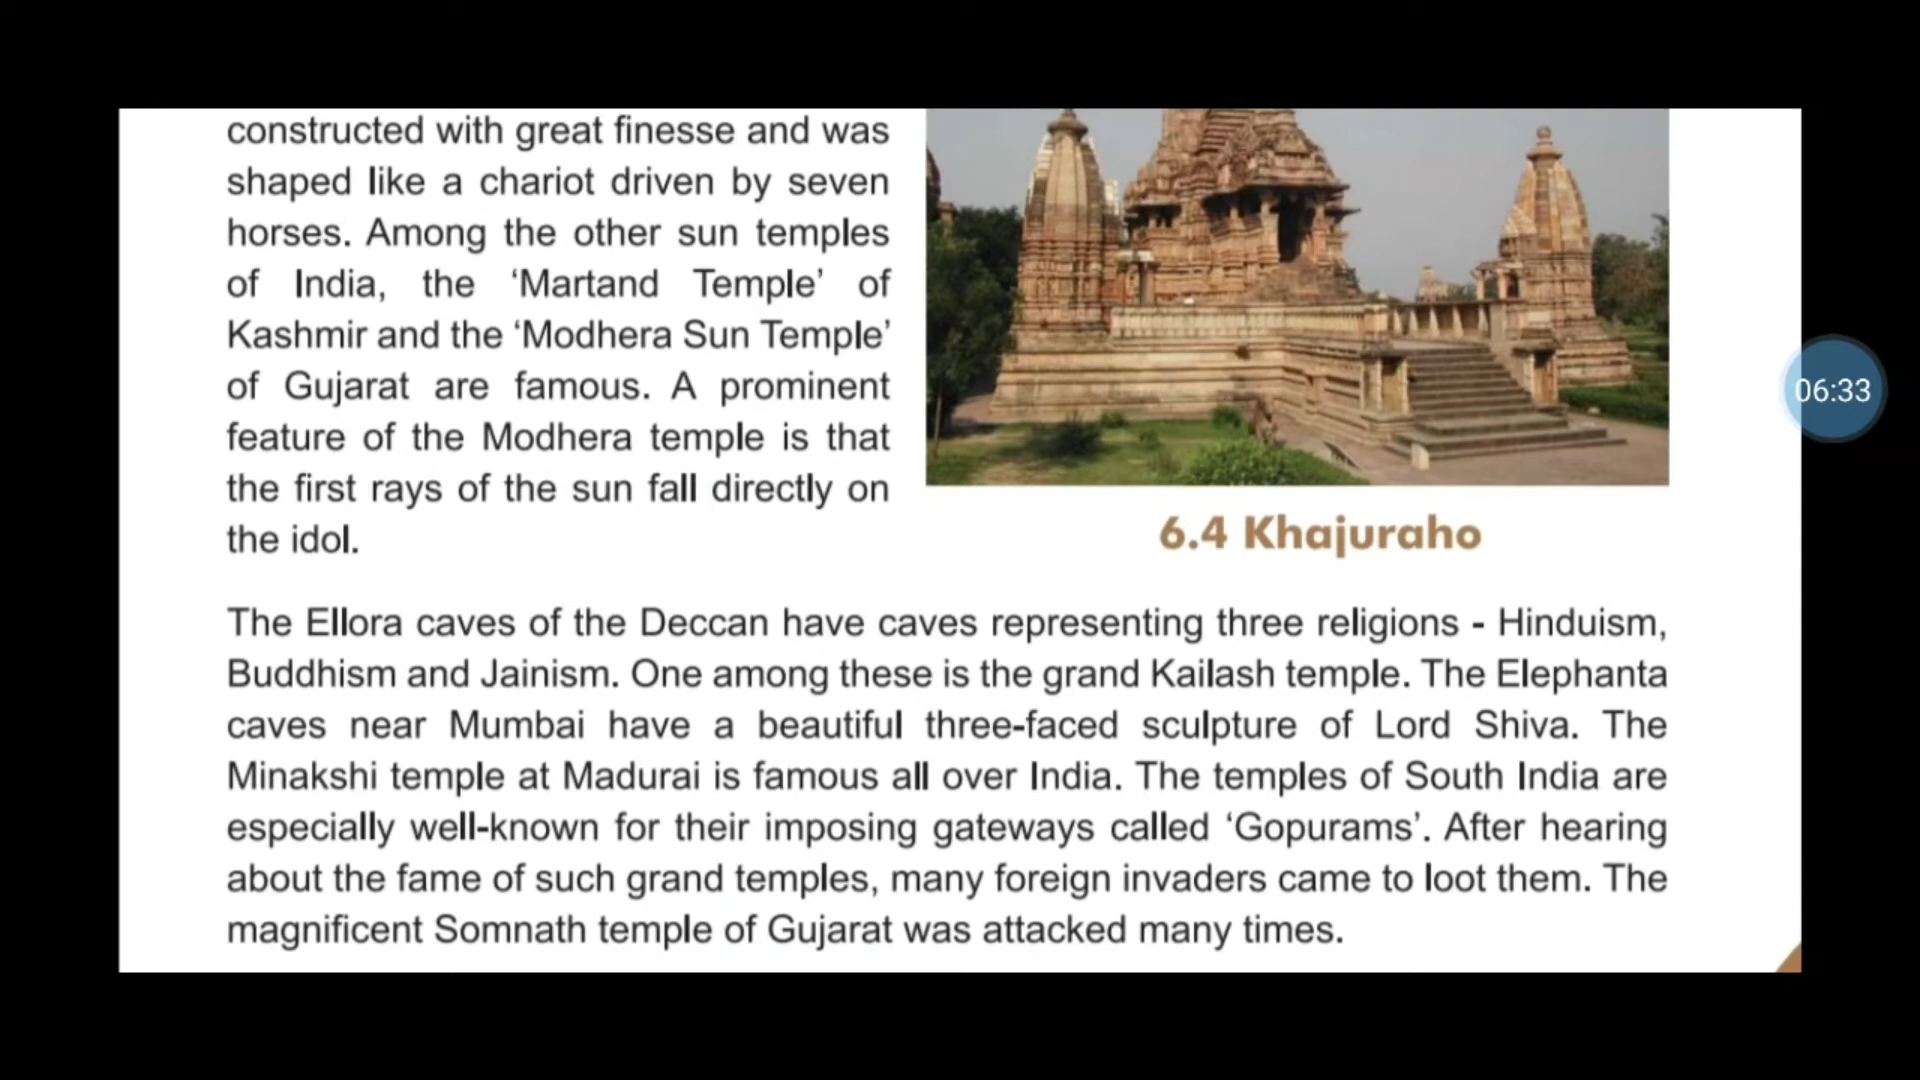 constructed with great finesse and was
shaped like a chariot driven by seven
horses. Among the other sun temples
of India, the ‘Martand Temple’ of
Kashmir and the ‘Modhera Sun Temple’
of Gujarat are famous. A prominent
feature of the Modhera temple is that
the first rays of the sun fall directly on
the idol.
6.4 Khajuraho
The Ellora caves of the Deccan have caves representing three religions - Hinduism,
Buddhism and Jainism. One among these is the grand Kailash temple. The Elephanta
caves near Mumbai have a beautiful three-faced sculpture of Lord Shiva. The
Minakshi temple at Madurai is famous all over India. The temples of South India are
especially well-known for their imposing gateways called ‘Gopurams’. After hearing
about the fame of such grand temples, many foreign invaders came to loot them. The
magnificent Somnath temple of Gujarat was attacked many times.
06:33